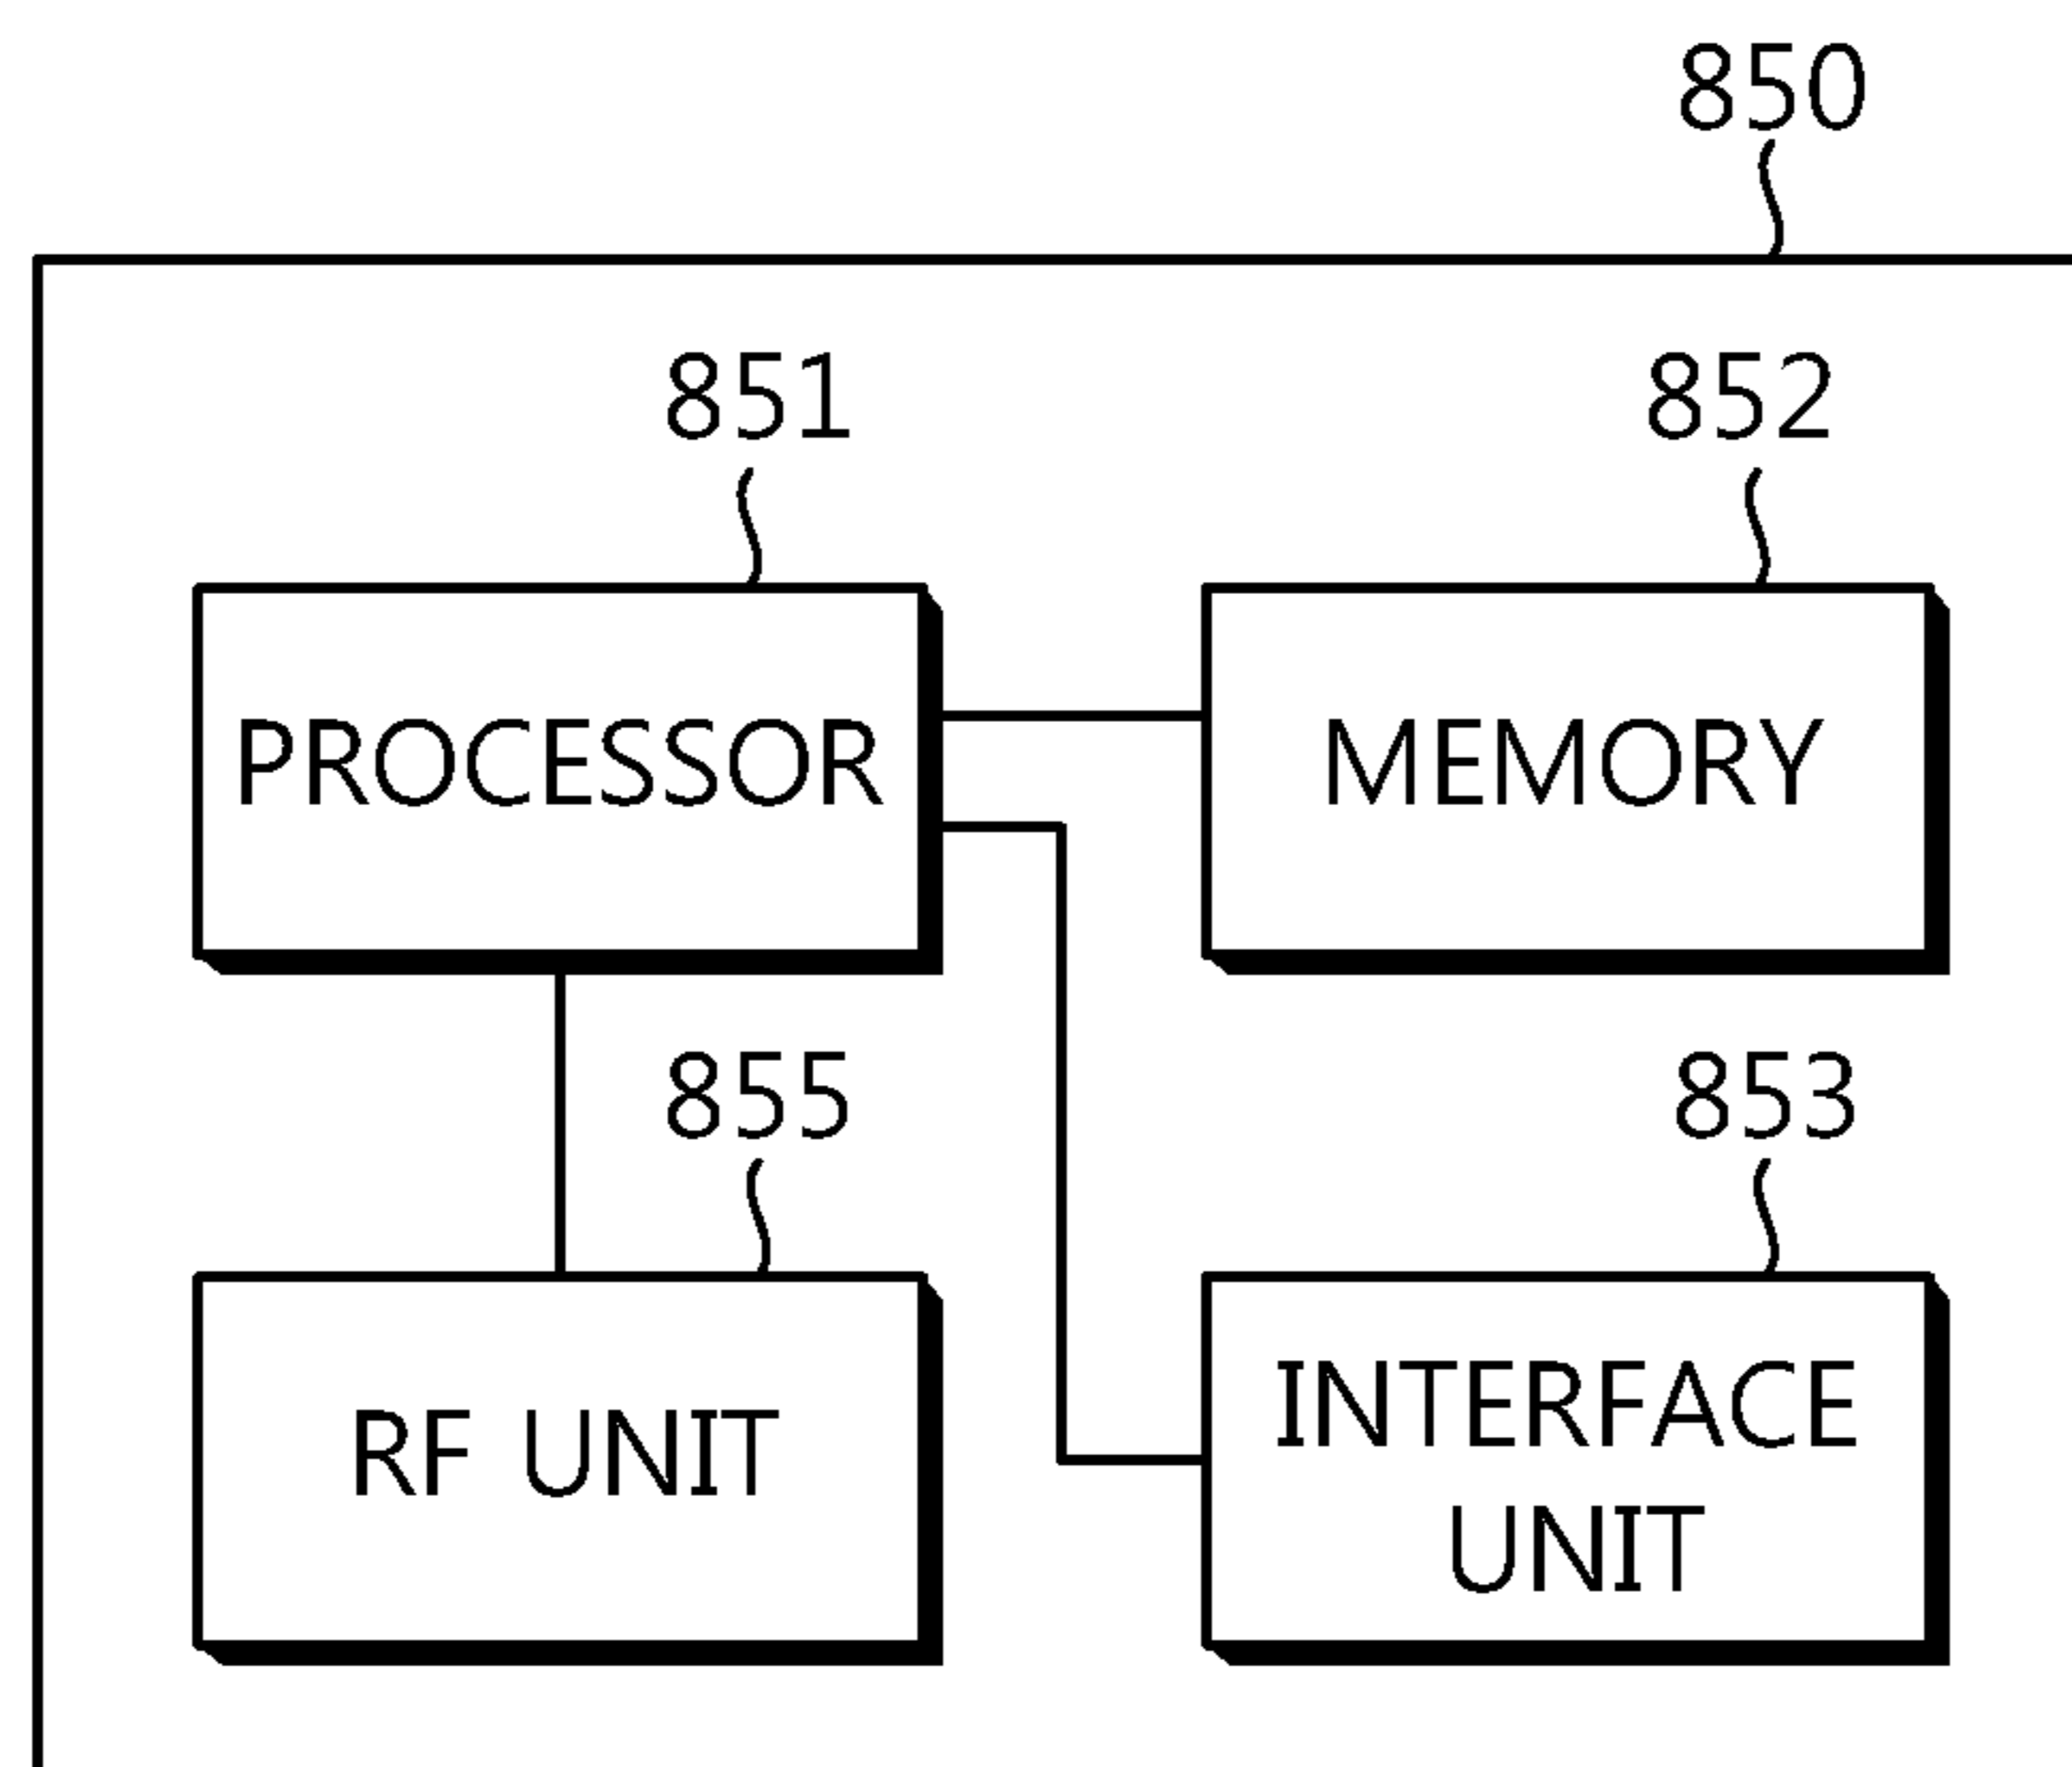 850
851
852
PROCESSOR
MEMORY
855
853
RF UNIT
INTERFACE
UNIT